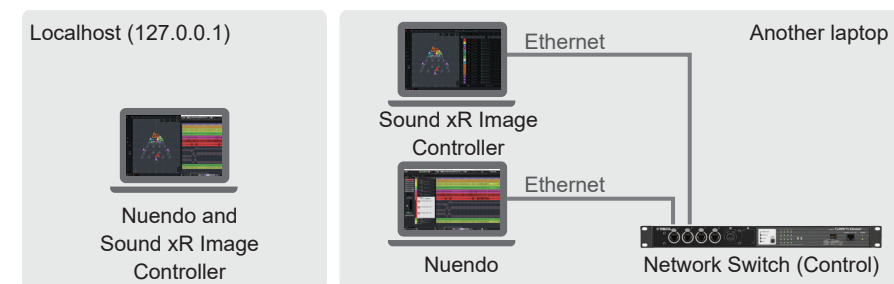 Localhost (127.0.0.1)
Nuendo and
Sound xR Image
Controller
Another laptop
Ethernet
Sound xR Image
Controller
Ethernet
Nuendo
Network Switch (Control)